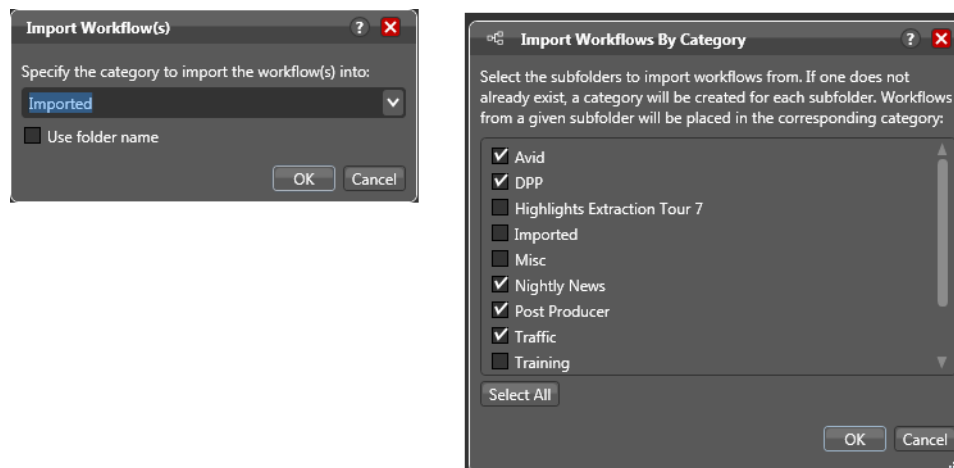 Import Workflow(s)
?
Specify the category to import the workflow(s) into:
Imported
Use folder name
OK
Cancel
Import Workflows By Category
?
Select the subfolders to import workflows from. If one does not
already exist, a category will be created for each subfolder. Workflows
from a given subfolder will be placed in the corresponding category:
Avid
DPP
Highlights Extraction Tour 7
Imported
Misc
Nightly News
Post Producer
Traffic
Training
Select All
OK
Cancel